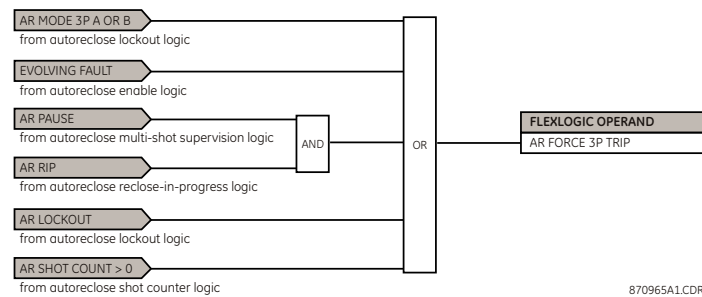 AR MODE 3P A OR B
from autoreclose lockout logic
EVOLVING FAULT
from autoreclose enable logic
AR PAUSE
from autoreclose multi-shot supervision logic
AR RIP
from autoreclose reclose-in-progress logic
AR LOCKOUT
from autoreclose lockout logic
AR SHOT COUNT > 0
from autoreclose shot counter logic
AND
OR
FLEXLOGIC OPERAND
AR FORCE 3P TRIP
870965A1.CDR